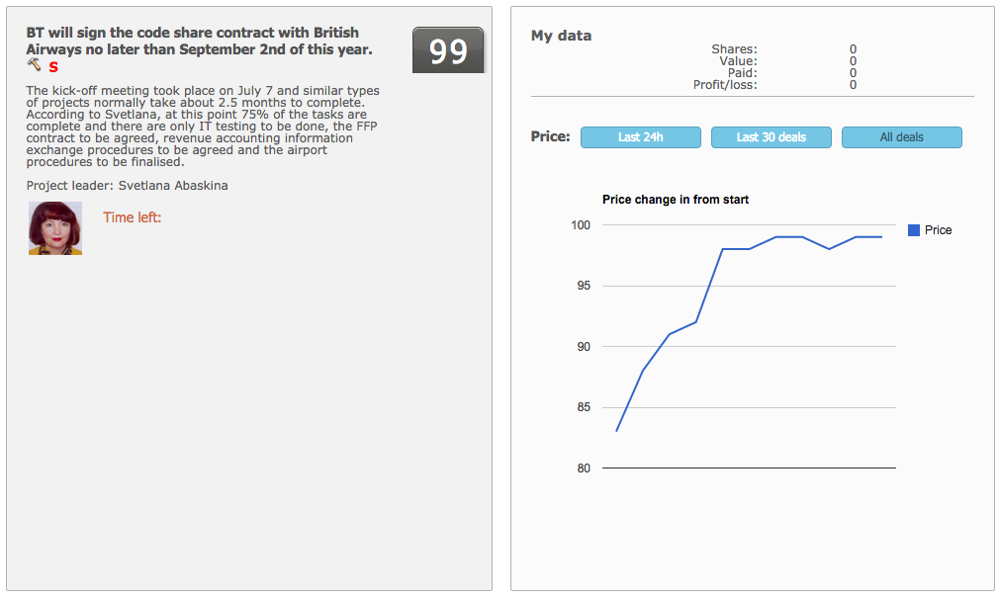 BT will sign the code share contract with British
Airways no later than September 2nd of this year.
S
99
The kick-off meeting took place on July 7 and similar types
of projects normally take about 2.5 months to complete.
According to Svetlana, at this point 75% of the tasks are
complete and there are only IT testing to be done, the FFP
contract to be agreed, revenue accounting information
exchange procedures to be agreed and the airport
procedures to be finalised.
Project leader: Svetlana Abaskina
Time left:
My data
Shares: 0
Value: 0
Paid: 0
Profit/loss: 0
Price: Last 24h Last 30 deals All deals
Price change in from start
100
95
90
85
80
Price